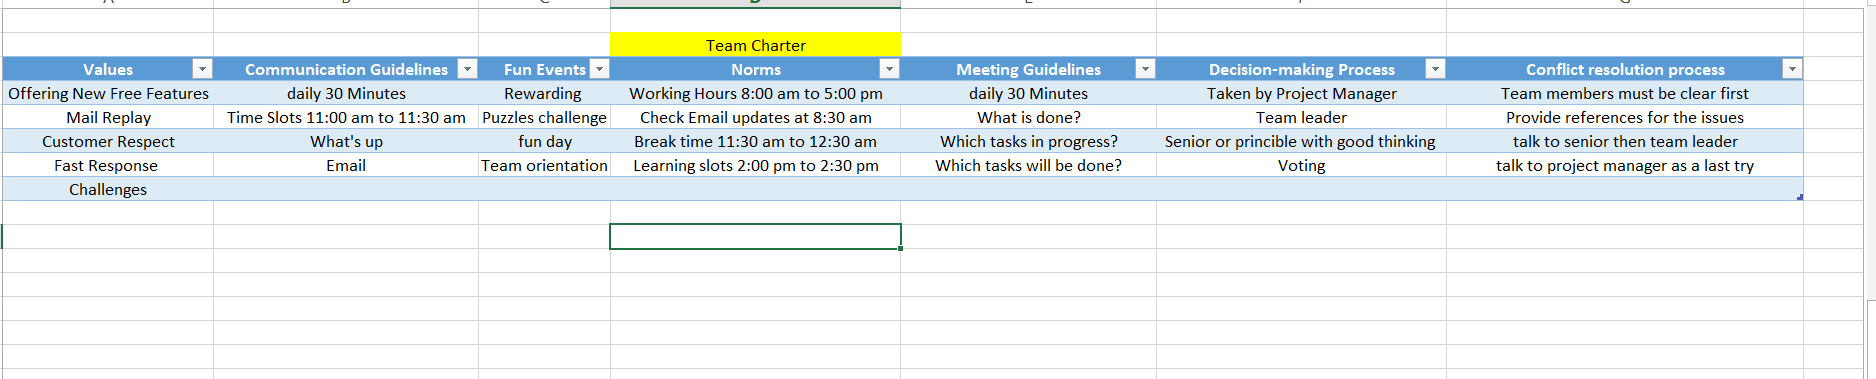 Team Charter
Values Communication Guidelines Fun Events Norms Meeting Guidelines Decision-making Process Conflict resolution process
Offering New Free Features daily 30 Minutes Rewarding Working Hours 8:00 am to 5:00 pm daily 30 Minutes Taken by Project Manager Team members must be clear first
Mail Replay Time Slots 11:00 am to 11:30 am Puzzles challenge Check Email updates at 8:30 am What is done? Team leader Provide references for the issues
Customer Respect What's up fun day Break time 11:30 am to 12:30 am Which tasks in progress? Senior or princible with good thinking talk to senior then team leader
Fast Response Email Team orientation Learning slots 2:00 pm to 2:30 pm Which tasks will be done? Voting talk to project manager as a last try
Challenges